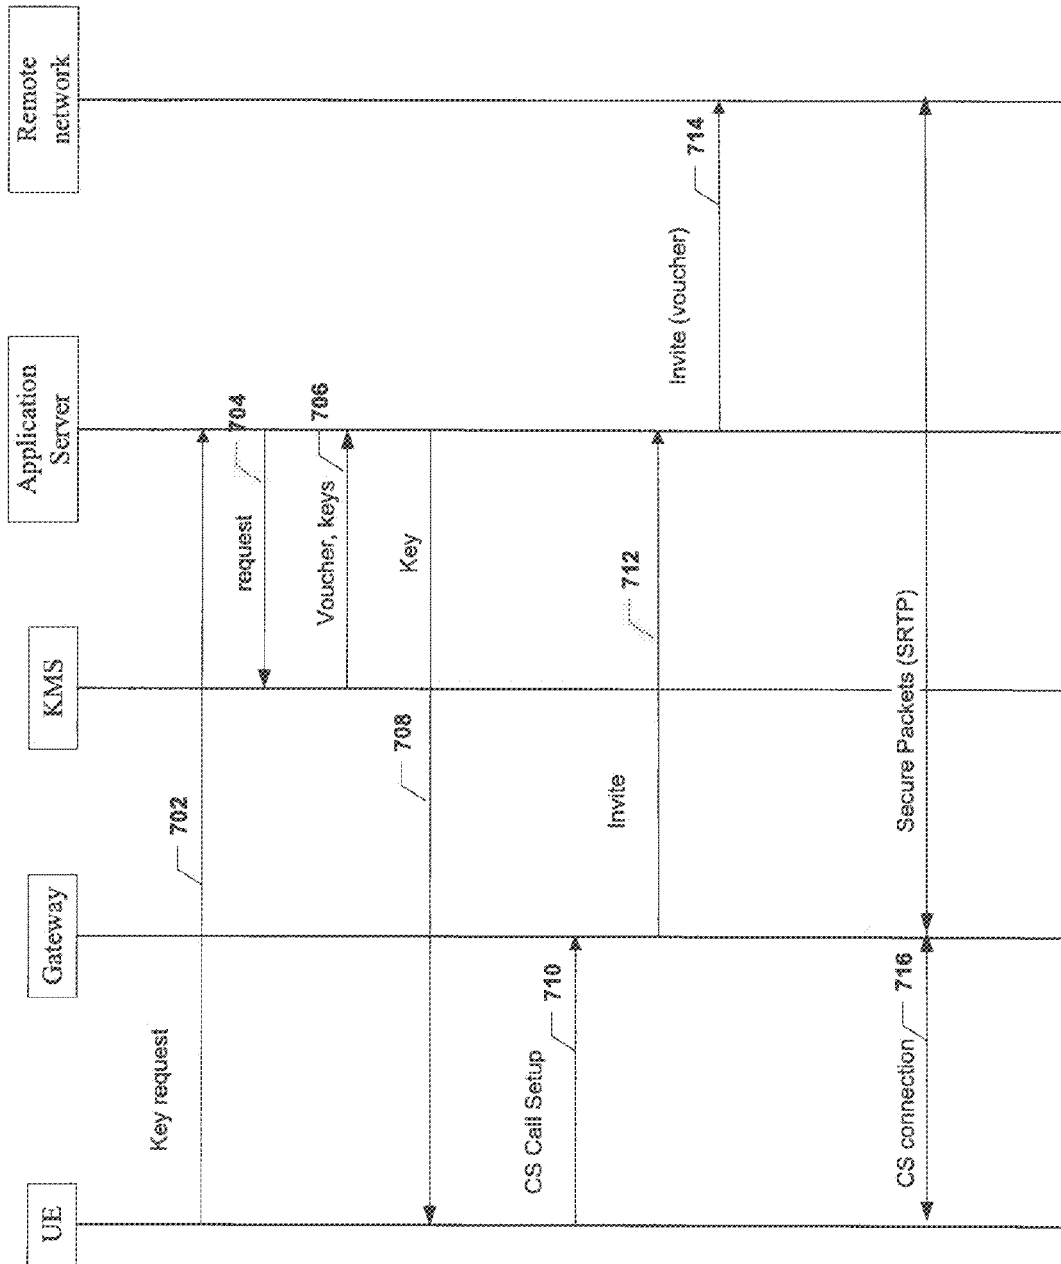 UE
Gateway
KMS
Application
Server
Remote
network
Key request
702
request
704
Voucher, keys
706
Key
708
CS Call Setup
710
Invite
712
Invite (voucher)
714
CS connection
716
Secure Packets (SRTP)